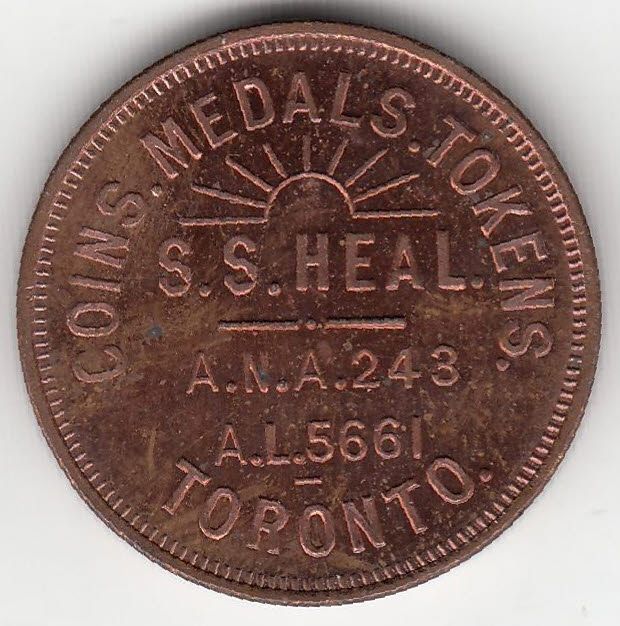 COINS. MEDALS. TOKENS.
S.S. HEAL.
A.N.A. 243
A.L. 5661
TORONTO.